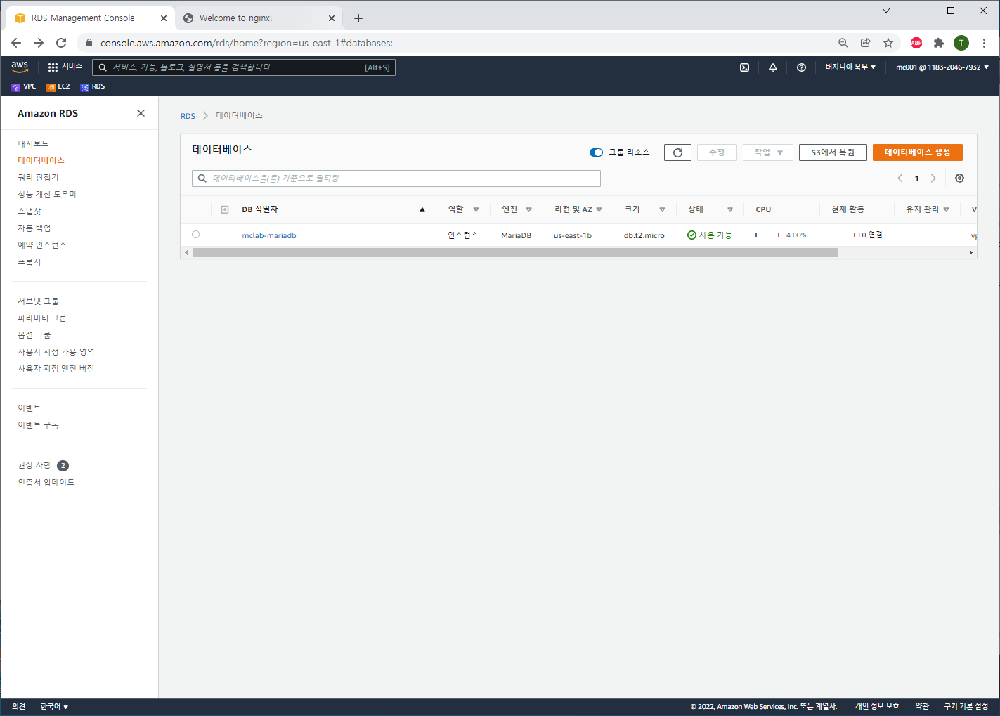 RDS Management Console
Welcome to nginx!
console.aws.amazon.com/rds/home?region=us-east-1#databases:
ABP
T
aws
서비스
서비스, 기능, 블로그, 설명서 등을 검색합니다.
[Alt+S]
버지니아 북부
mc001 @ 1183-2046-7932
VPC
EC2
RDS
Amazon RDS
대시보드
데이터베이스
쿼리 편집기
성능 개선 도우미
스냅샷
자동 백업
예약 인스턴스
프록시
서브넷 그룹
파라미터 그룹
옵션 그룹
사용자 지정 가용 영역
사용자 지정 엔진 버전
이벤트
이벤트 구독
권장 사항 2
인증서 업데이트
RDS
데이터베이스
데이터베이스
그룹 리소스
수정
작업
S3에서 복원
데이터베이스 생성
데이터베이스을(를) 기준으로 필터링
1
DB 식별자
역할
엔진
리전 및 AZ
크기
상태
CPU
현재 활동
유지 관리
V
mclab-mariadb
인스턴스
MariaDB
us-east-1b
db.t2.micro
사용 가능
4.00%
0 연결
vp
의견
한국어
© 2022, Amazon Web Services, Inc. 또는 계열사.
개인 정보 보호
약관
쿠키 기본 설정